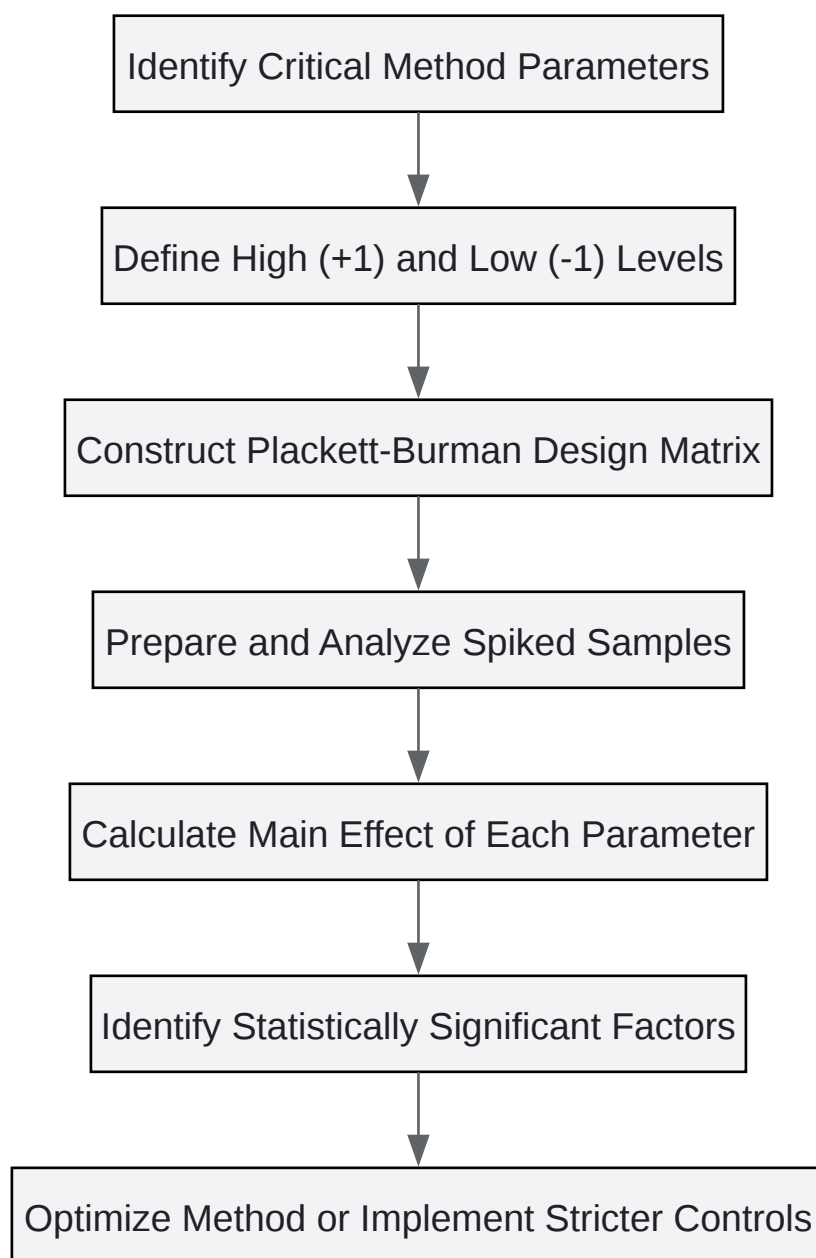 Identify Critical Method Parameters
Define High (+1) and Low (-1) Levels
Construct Plackett-Burman Design Matrix
Prepare and Analyze Spiked Samples
Calculate Main Effect of Each Parameter
Identify Statistically Significant Factors
Optimize Method or Implement Stricter Controls